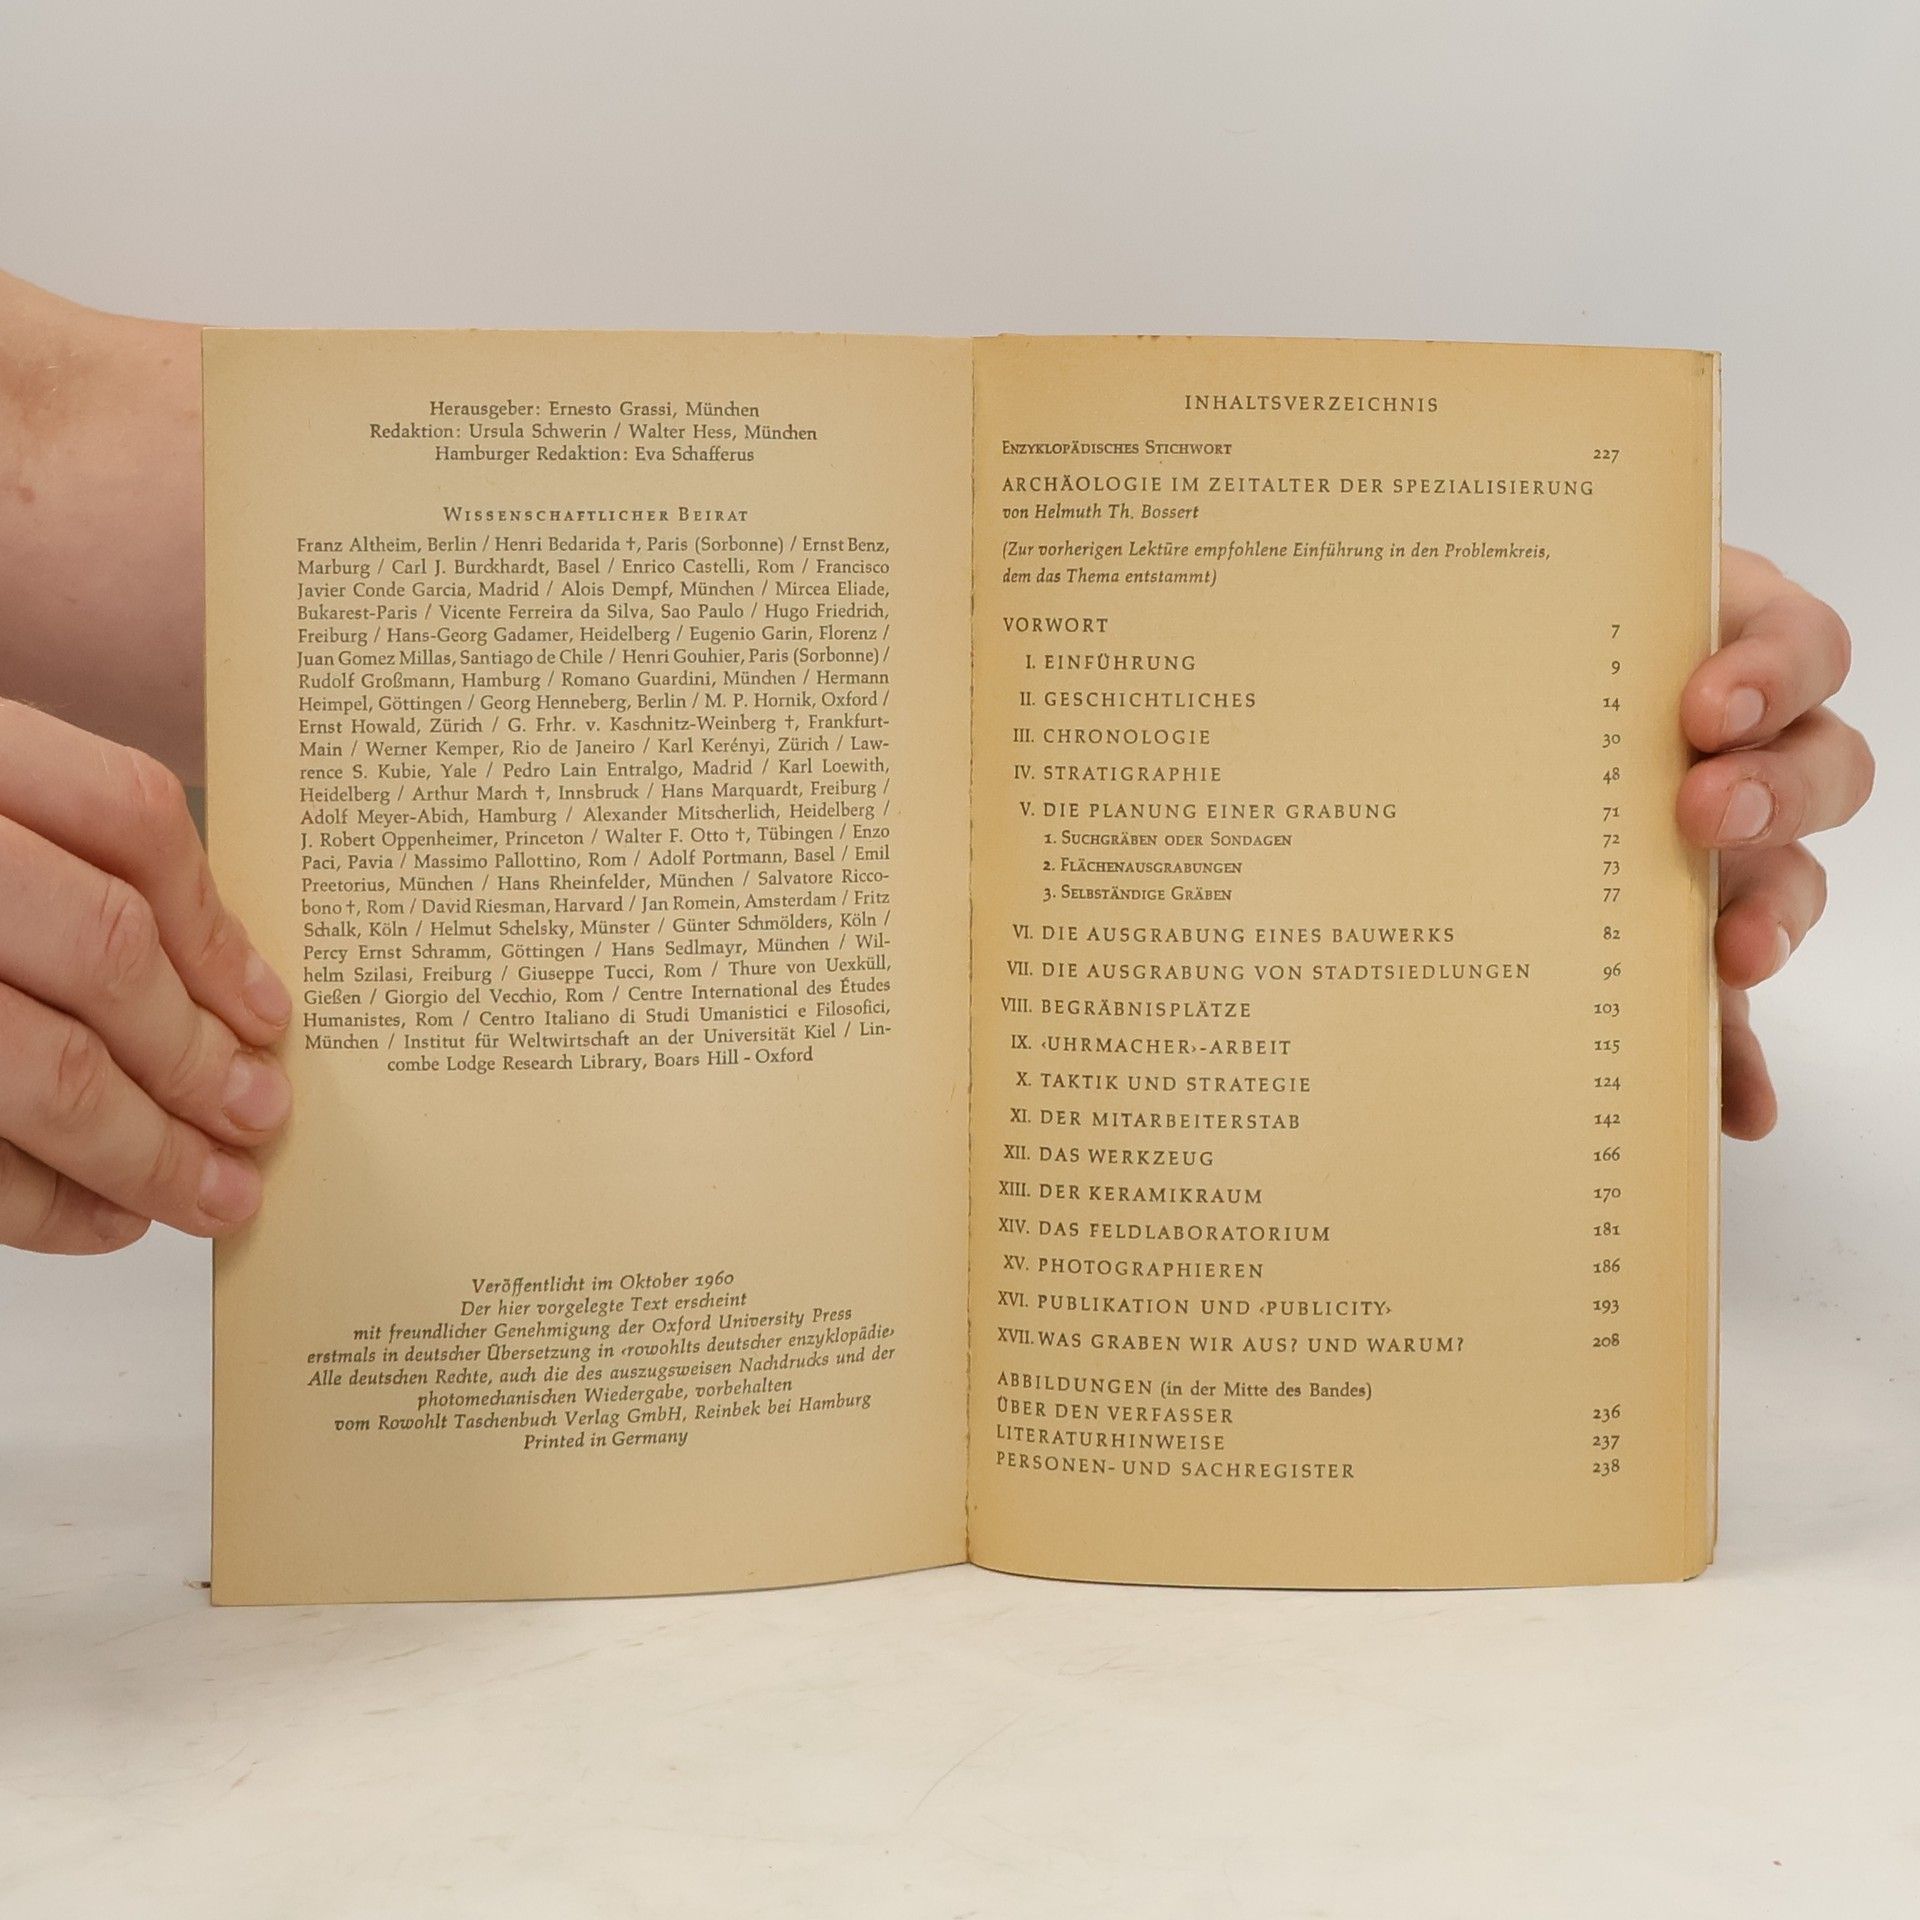 Herausgeber: Ernesto Grassi, München
Redaktion: Ursula Schwerin / Walter Hess, München
Hamburger Redaktion: Eva Schafferus
Wissenschaftlicher Beirat
Franz Altheim, Berlin / Henri Bedarida †, Paris (Sorbonne) / Ernst Benz,
Marburg / Carl J. Burckhardt, Basel / Enrico Castelli, Rom / Francisco
Javier Conde Garcia, Madrid / Alois Dempf, München / Mircea Eliade,
Bukarest-Paris / Vicente Ferreira da Silva, Sao Paulo / Hugo Friedrich,
Freiburg / Hans-Georg Gadamer, Heidelberg / Eugenio Garin, Florenz /
Juan Gomez Millas, Santiago de Chile / Henri Gouhier, Paris (Sorbonne) /
Rudolf Großmann, Hamburg / Romano Guardini, München / Hermann
Heimpel, Göttingen / Georg Henneberg, Berlin / M. P. Hornik, Oxford /
Ernst Howald, Zürich / G. Frhr. v. Kaschnitz-Weinberg †, Frankfurt-
Main / Werner Kemper, Rio de Janeiro / Karl Kerényi, Zürich / Law-
rence S. Kubie, Yale / Pedro Lain Entralgo, Madrid / Karl Loewith,
Heidelberg / Arthur March †, Innsbruck / Hans Marquardt, Freiburg /
Adolf Meyer-Abich, Hamburg / Alexander Mitscherlich, Heidelberg /
J. Robert Oppenheimer, Princeton / Walter F. Otto †, Tübingen / Enzo
Paci, Pavia / Massimo Pallottino, Rom / Adolf Portmann, Basel / Emil
Preetorius, München / Hans Rheinfelder, München / Salvatore Ricco-
bono †, Rom / David Riesman, Harvard / Jan Romein, Amsterdam / Fritz
Schalk, Köln / Helmut Schelsky, Münster / Günter Schmölders, Köln /
Percy Ernst Schramm, Göttingen / Hans Sedlmayr, München / Wil-
helm Szilasi, Freiburg / Giuseppe Tucci, Rom / Thure von Uexküll,
Gießen / Giorgio del Vecchio, Rom / Centre International des Études
Humanistes, Rom / Centro Italiano di Studi Umanistici e Filosofici,
München / Institut für Weltwirtschaft an der Universität Kiel / Lin-
combe Lodge Research Library, Boars Hill - Oxford
Veröffentlicht im Oktober 1960
Der hier vorgelegte Text erscheint
mit freundlicher Genehmigung der Oxford University Press
erstmals in deutscher Übersetzung in ‹rowohlts deutscher enzyklopädie›
Alle deutschen Rechte, auch die des auszugsweisen Nachdrucks und der
photomechanischen Wiedergabe, vorbehalten
vom Rowohlt Taschenbuch Verlag GmbH, Reinbek bei Hamburg
Printed in Germany
INHALTSVERZEICHNIS
Enzyklopädisches Stichwort 227
ARCHÄOLOGIE IM ZEITALTER DER SPEZIALISIERUNG
von Helmuth Th. Bossert
(Zur vorherigen Lektüre empfohlene Einführung in den Problemkreis,
dem das Thema entstammt)
VORWORT 7
I. EINFÜHRUNG 9
II. GESCHICHTLICHES 14
III. CHRONOLOGIE 30
IV. STRATIGRAPHIE 48
V. DIE PLANUNG EINER GRABUNG 71
1. Suchgräben oder Sondagen 72
2. Flächenausgrabungen 73
3. Selbständige Gräben 77
VI. DIE AUSGRABUNG EINES BAUWERKS 82
VII. DIE AUSGRABUNG VON STADTSIEDLUNGEN 96
VIII. BEGRÄBNISPLÄTZE 103
IX. ‹UHRMACHER›-ARBEIT 115
X. TAKTIK UND STRATEGIE 124
XI. DER MITARBEITERSTAB 142
XII. DAS WERKZEUG 166
XIII. DER KERAMIKRAUM 170
XIV. DAS FELDLABORATORIUM 181
XV. PHOTOGRAPHIEREN 186
XVI. PUBLIKATION UND ‹PUBLICITY› 193
XVII. WAS GRABEN WIR AUS? UND WARUM? 208
ABBILDUNGEN (in der Mitte des Bandes)
ÜBER DEN VERFASSER 236
LITERATURHINWEISE 237
PERSONEN- UND SACHREGISTER 238